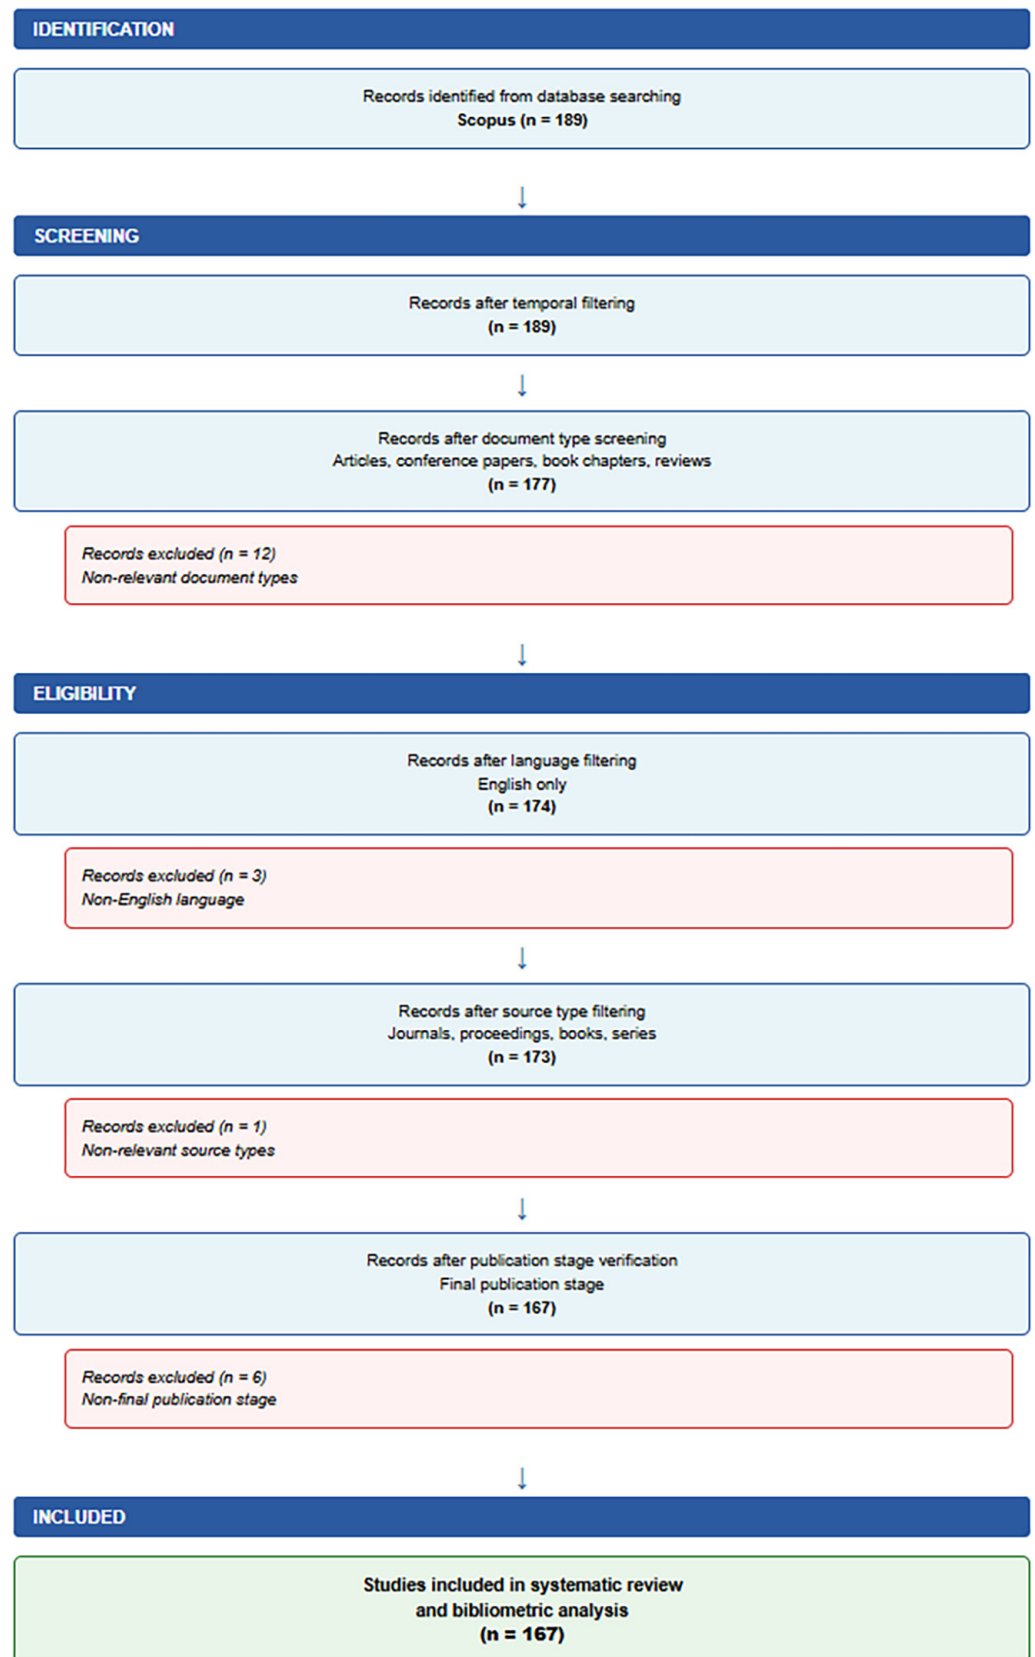 IDENTIFICATION
Records identified from database searching
Scopus (n = 189)
↓
SCREENING
Records after temporal filtering
(n = 189)
↓
Records after document type screening
Articles, conference papers, book chapters, reviews
(n = 177)
Records excluded (n = 12)
Non-relevant document types
↓
ELIGIBILITY
Records after language filtering
English only
(n = 174)
Records excluded (n = 3)
Non-English language
↓
Records after source type filtering
Journals, proceedings, books, series
(n = 173)
Records excluded (n = 1)
Non-relevant source types
↓
Records after publication stage verification
Final publication stage
(n = 167)
Records excluded (n = 6)
Non-final publication stage
↓
INCLUDED
Studies included in systematic review
and bibliometric analysis
(n = 167)